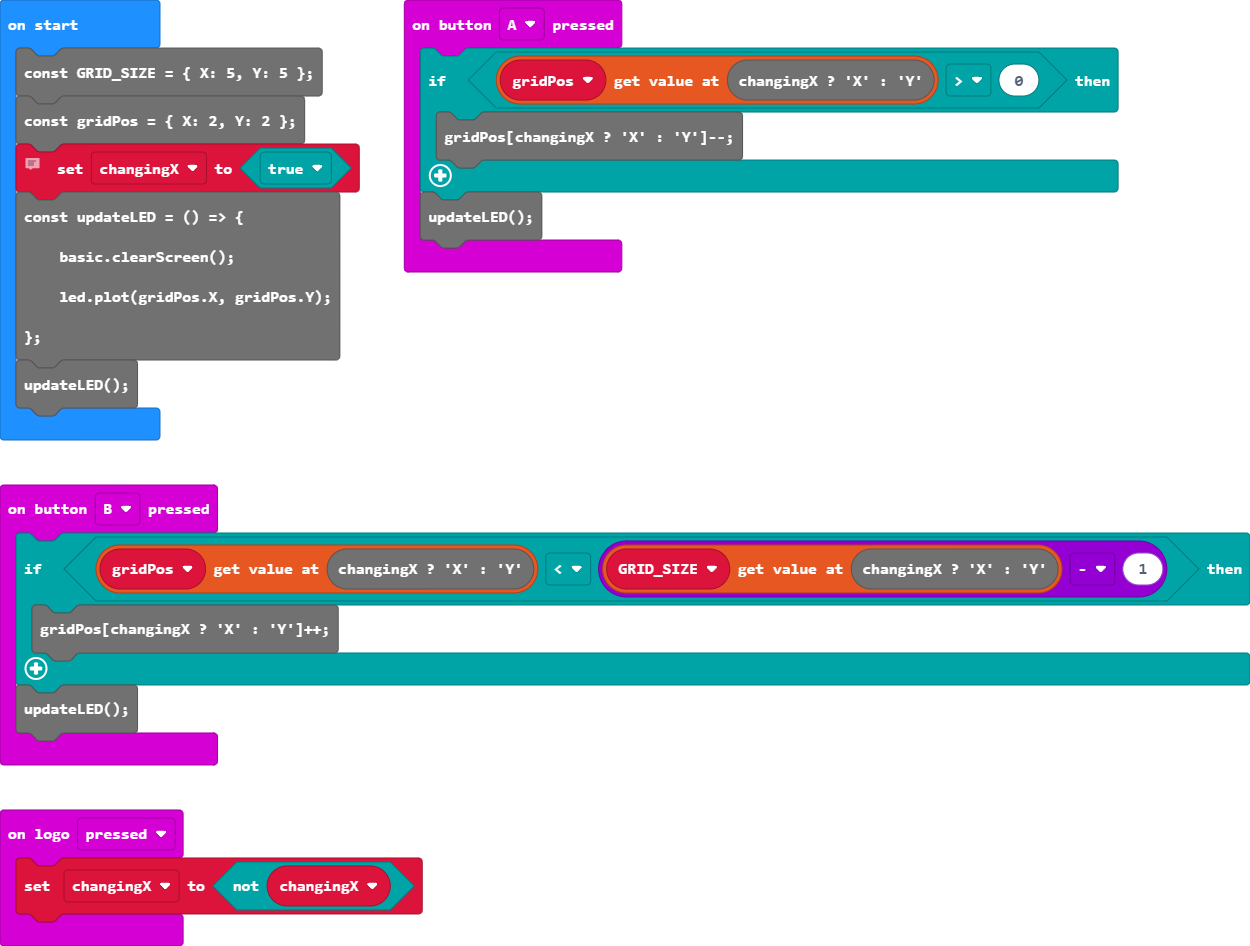 on start
const GRID_SIZE = { X: 5, Y: 5 };
const gridPos = { X: 2, Y: 2 };
set changingX to true
const updateLED = () => {
basic.clearScreen();
led.plot(gridPos.X, gridPos.Y);
};
updateLED();
on button A pressed
if gridPos get value at changingX ? 'X' : 'Y' > 0 then
gridPos[changingX ? 'X' : 'Y']--;
updateLED();
on button B pressed
if gridPos get value at changingX ? 'X' : 'Y' < GRID_SIZE get value at changingX ? 'X' : 'Y' - 1 then
gridPos[changingX ? 'X' : 'Y']++;
updateLED();
on logo pressed
set changingX to not changingX